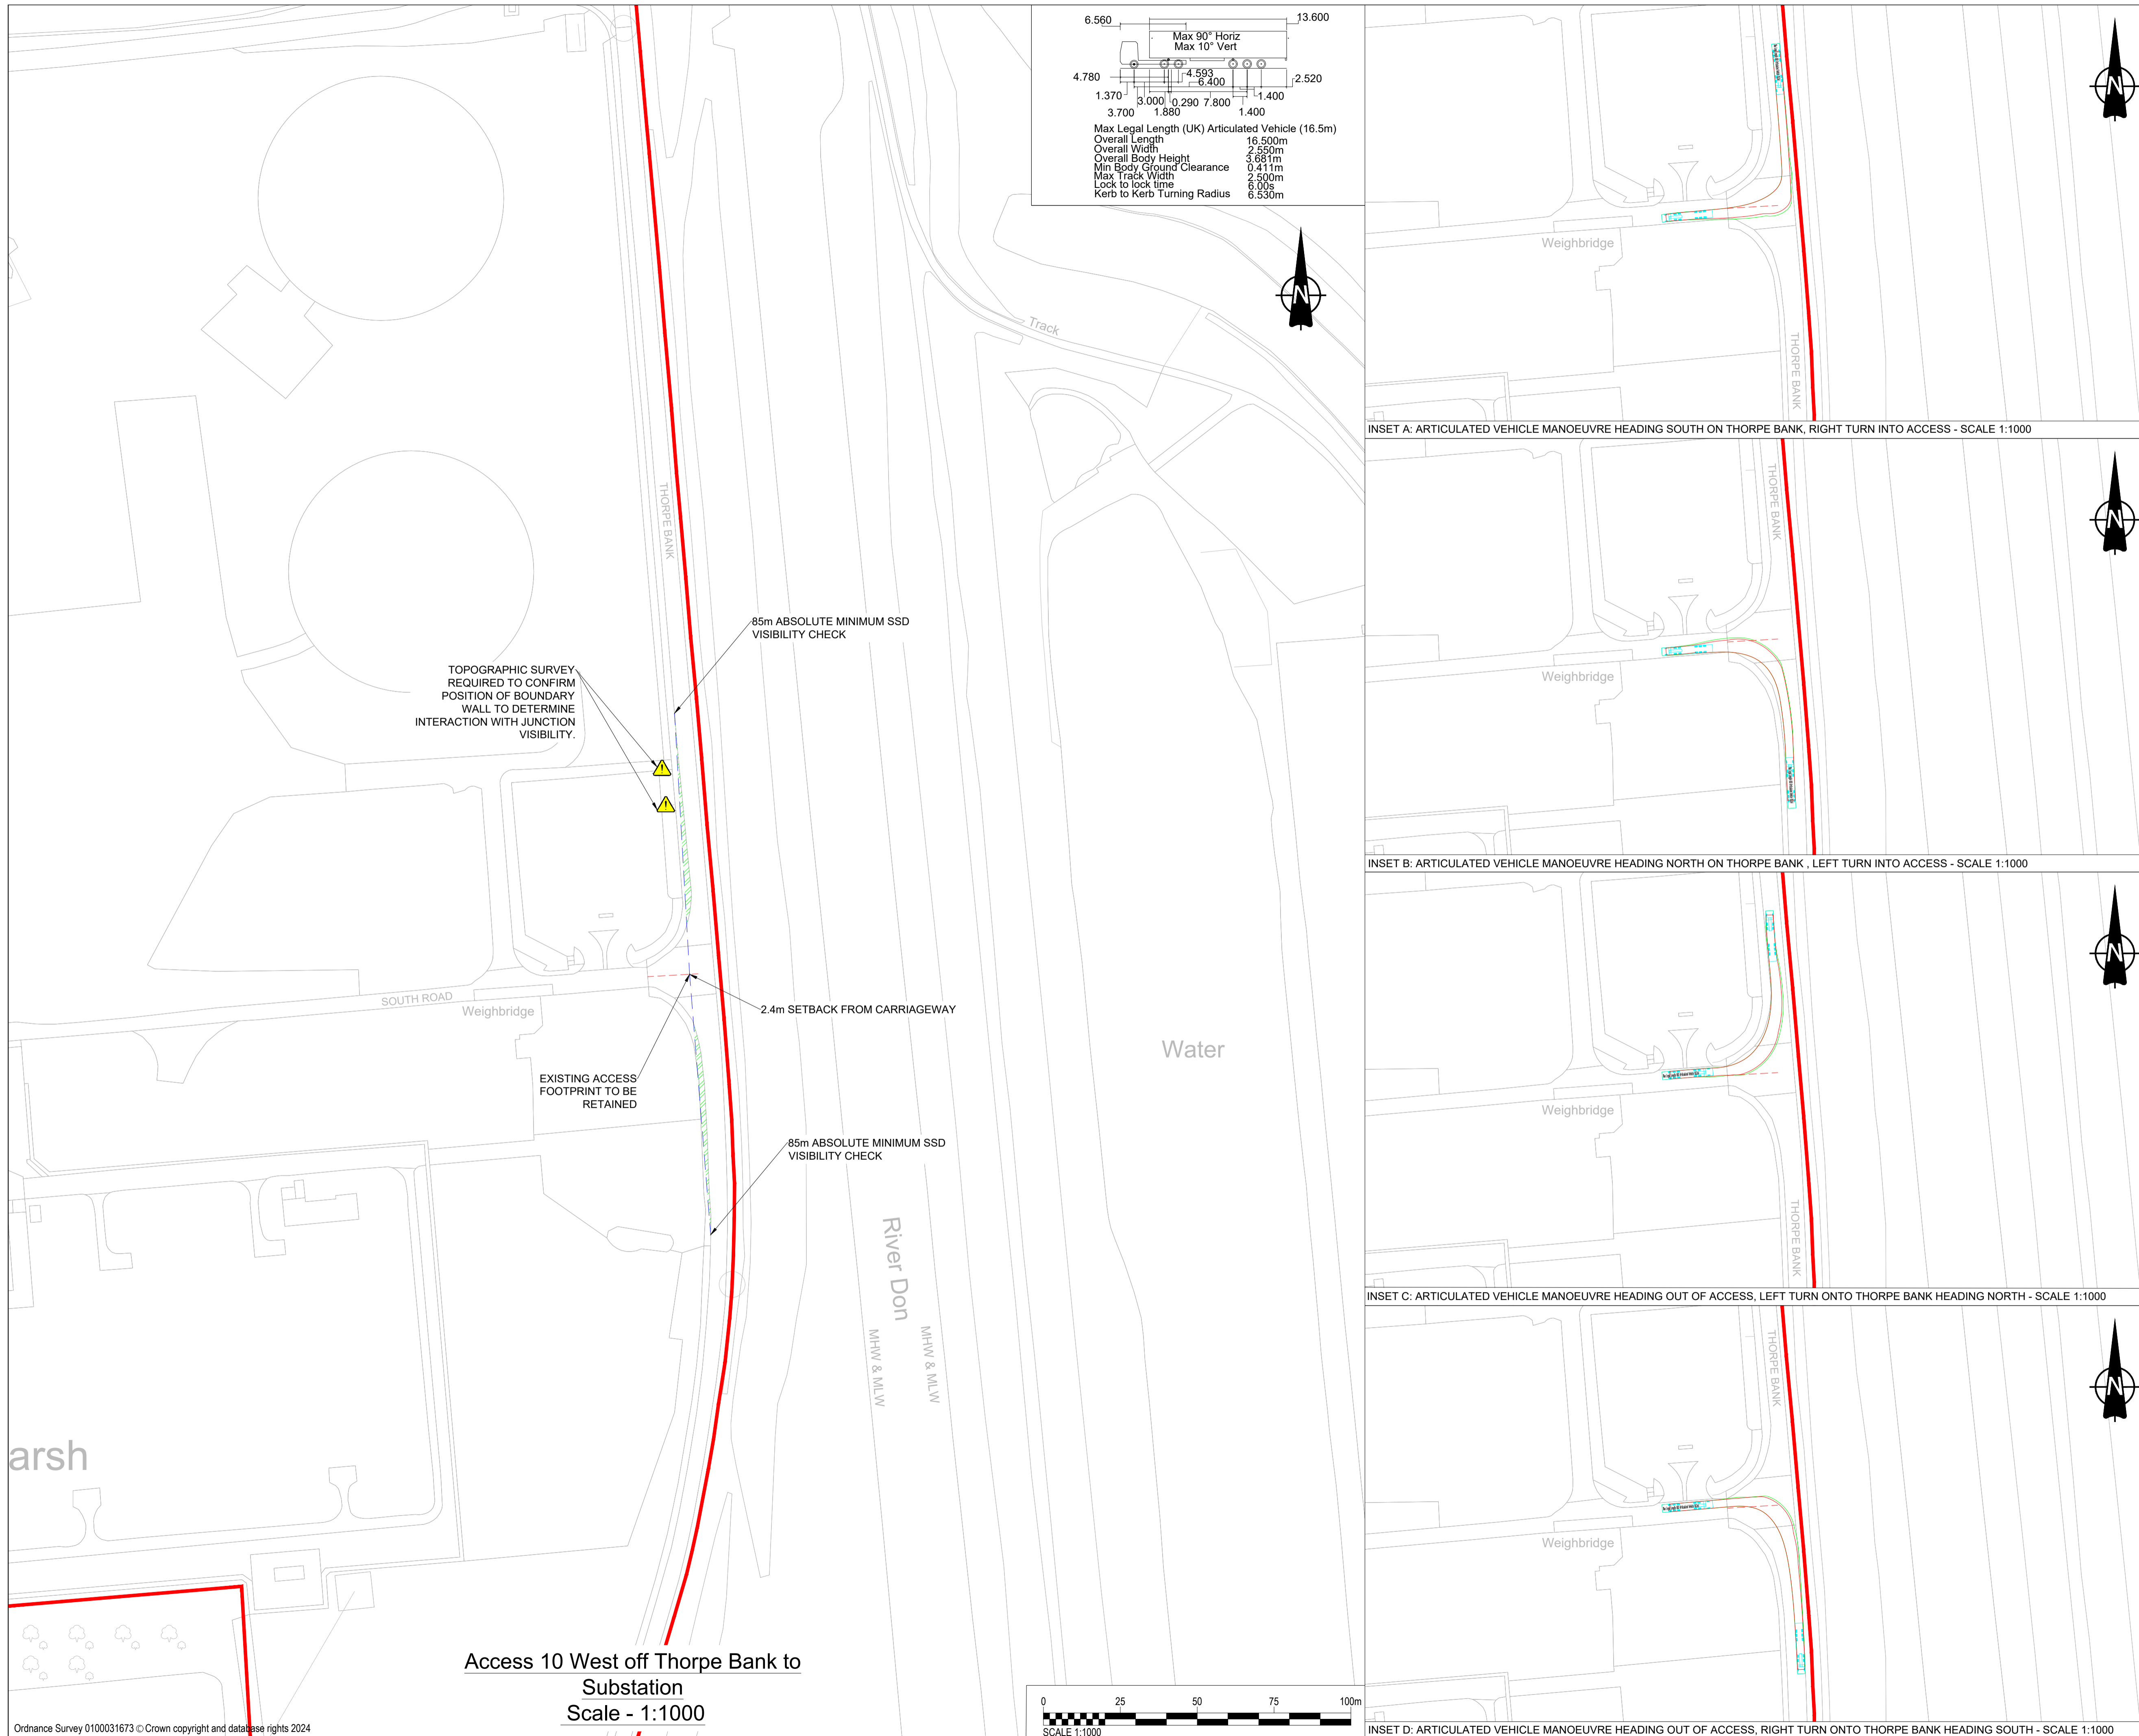 6.560
13.600
Max 90° Horiz
Max 10° Vert
4.780
4.593
6.400
2.520
1.370
3.000
0.290
7.800
1.400
3.700
1.880
1.400
Max Legal Length (UK) Articulated Vehicle (16.5m)
Overall Length 16.500m
Overall Width 2.550m
Overall Body Height 3.681m
Min Body Ground Clearance 0.411m
Max Track Width 2.500m
Lock to lock time 6.00s
Kerb to Kerb Turning Radius 6.530m
N
Track
THORPE BANK
85m ABSOLUTE MINIMUM SSD
VISIBILITY CHECK
TOPOGRAPHIC SURVEY
REQUIRED TO CONFIRM
POSITION OF BOUNDARY
WALL TO DETERMINE
INTERACTION WITH JUNCTION
VISIBILITY.
SOUTH ROAD
Weighbridge
2.4m SETBACK FROM CARRIAGEWAY
Water
EXISTING ACCESS
FOOTPRINT TO BE
RETAINED
85m ABSOLUTE MINIMUM SSD
VISIBILITY CHECK
River Don
MHW & MLW
MHW & MLW
arsh
Access 10 West off Thorpe Bank to
Substation
Scale - 1:1000
0 25 50 75 100m
SCALE 1:1000
Ordnance Survey 0100031673 © Crown copyright and database rights 2024
N
Weighbridge
THORPE BANK
INSET A: ARTICULATED VEHICLE MANOEUVRE HEADING SOUTH ON THORPE BANK, RIGHT TURN INTO ACCESS - SCALE 1:1000
THORPE BANK
N
Weighbridge
INSET B: ARTICULATED VEHICLE MANOEUVRE HEADING NORTH ON THORPE BANK , LEFT TURN INTO ACCESS - SCALE 1:1000
N
Weighbridge
THORPE BANK
INSET C: ARTICULATED VEHICLE MANOEUVRE HEADING OUT OF ACCESS, LEFT TURN ONTO THORPE BANK HEADING NORTH - SCALE 1:1000
THORPE BANK
N
Weighbridge
INSET D: ARTICULATED VEHICLE MANOEUVRE HEADING OUT OF ACCESS, RIGHT TURN ONTO THORPE BANK HEADING SOUTH - SCALE 1:1000